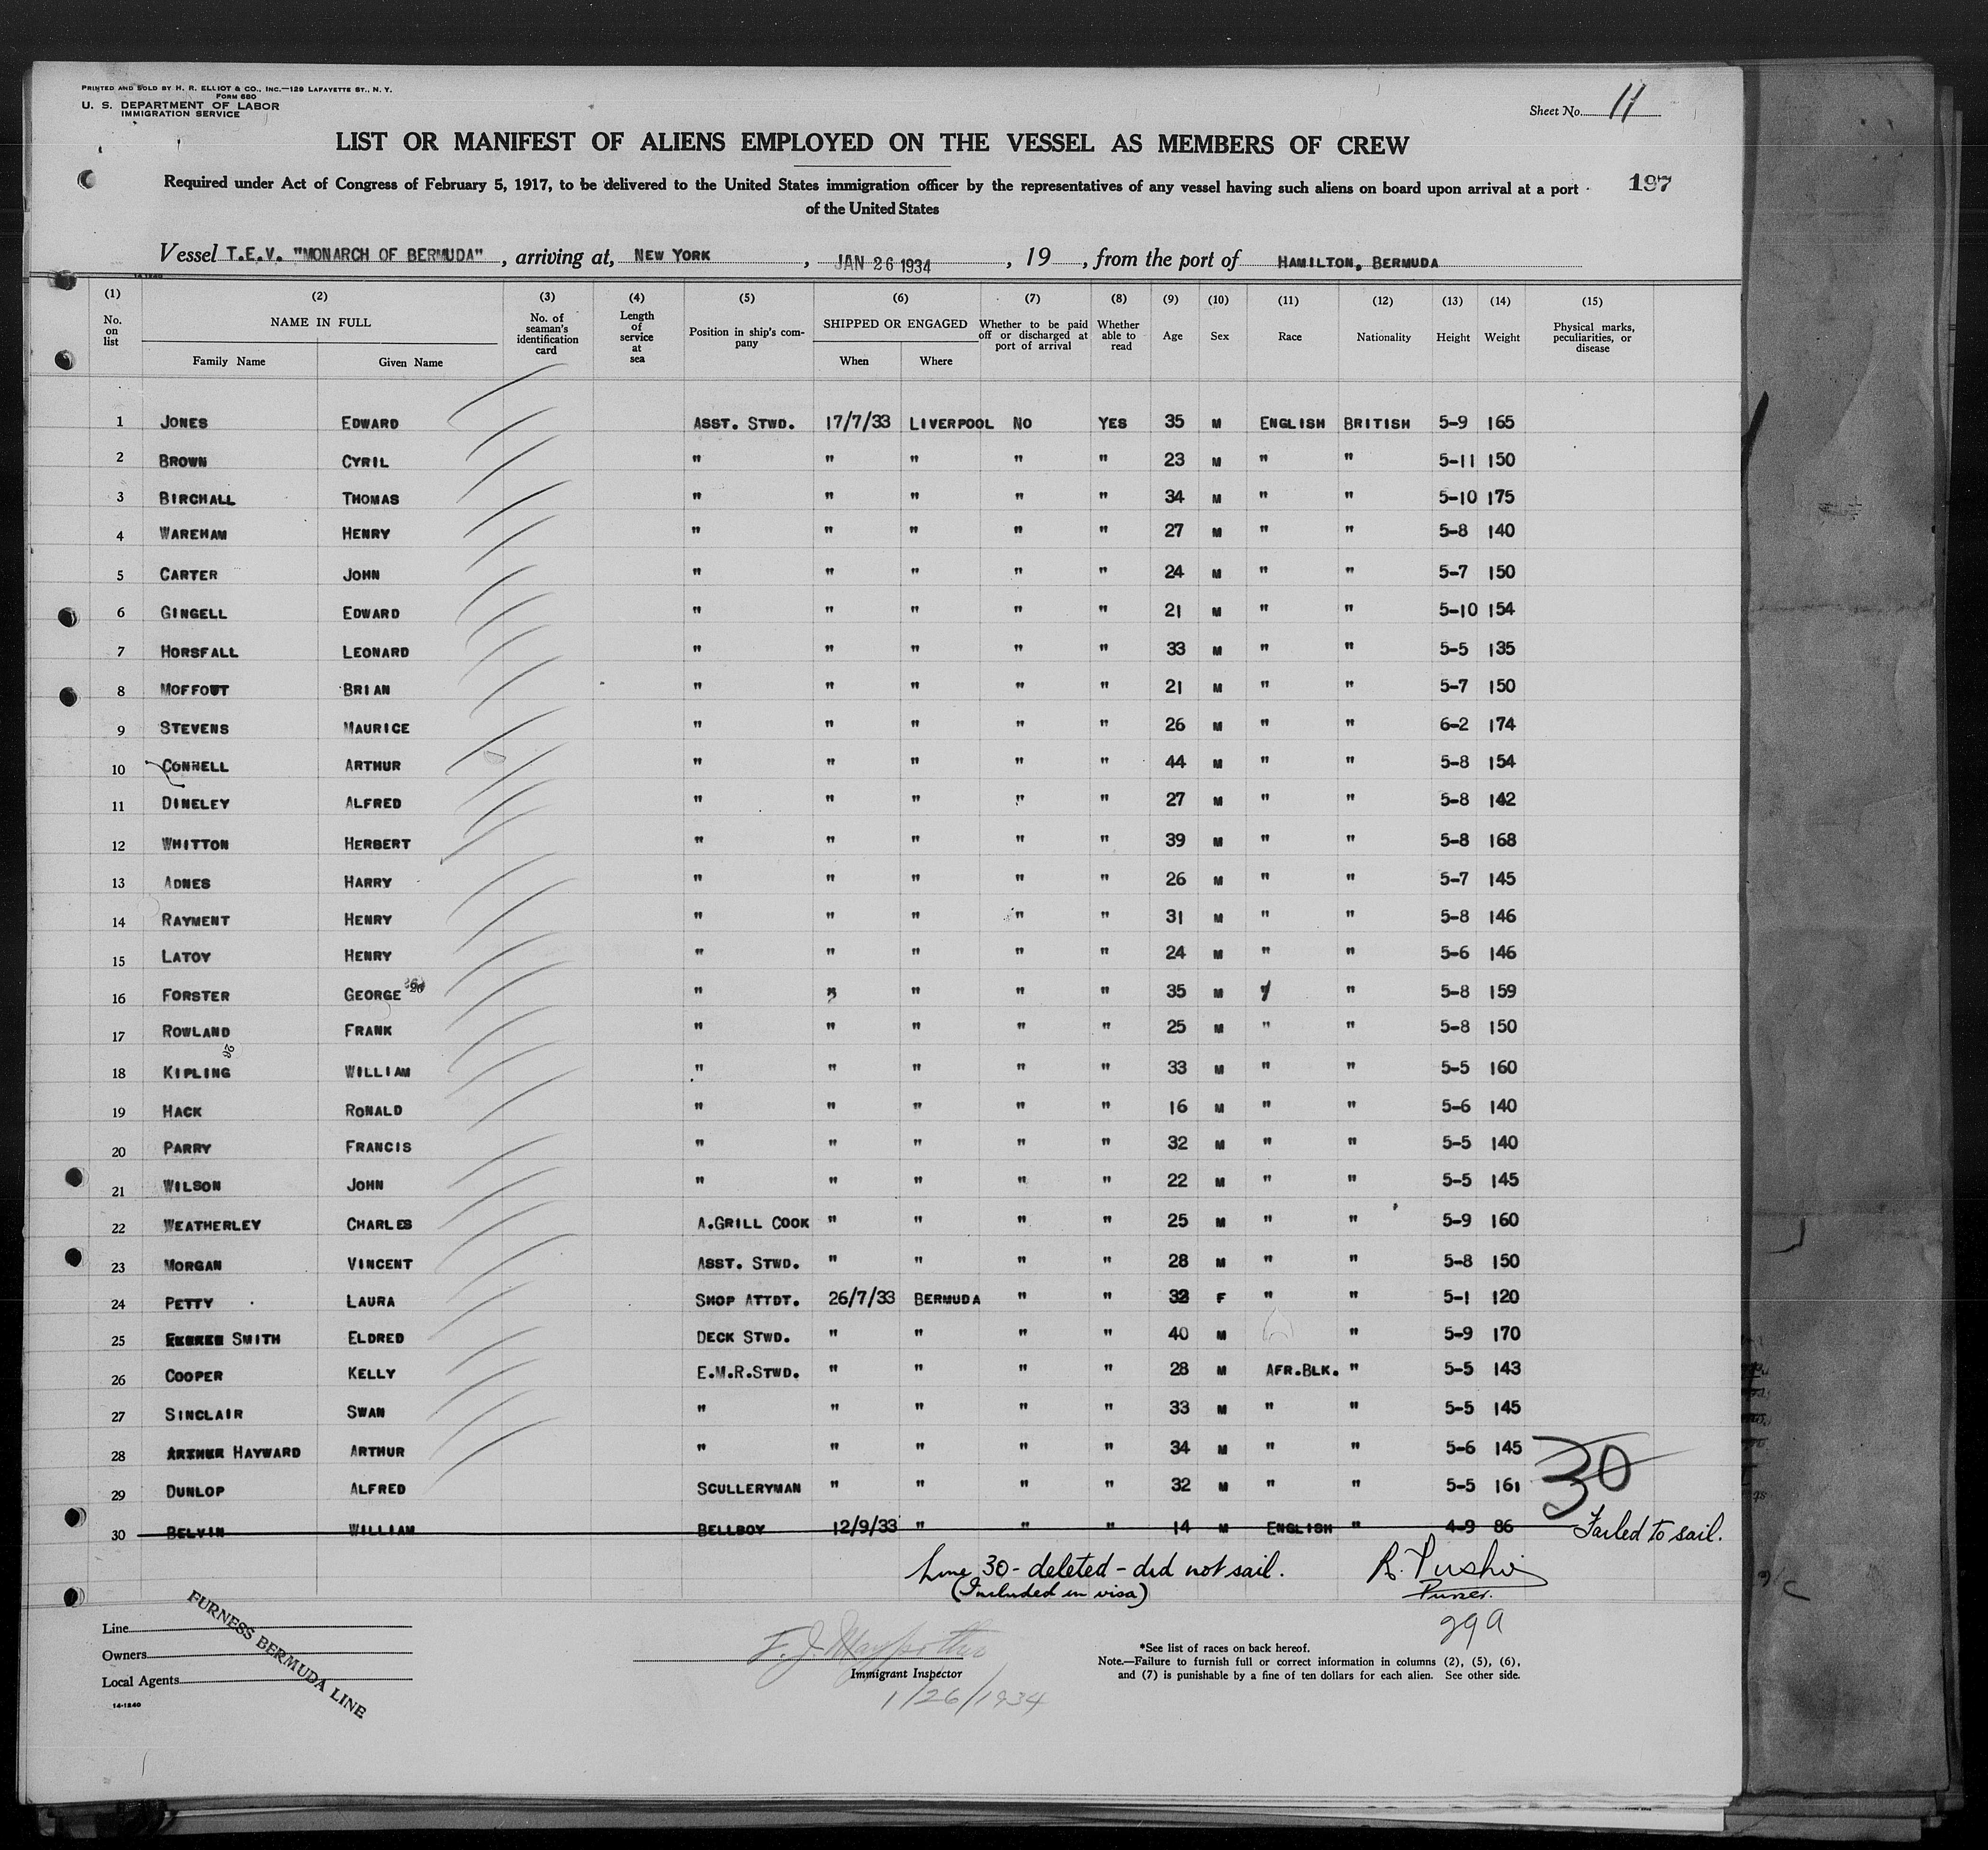 PRINTED AND SOLD BY H. R. ELLIOT & CO., INC.—129 LAFAYETTE ST., N. Y.
FORM 680
U. S. DEPARTMENT OF LABOR
IMMIGRATION SERVICE
Sheet No. 11
LIST OR MANIFEST OF ALIENS EMPLOYED ON THE VESSEL AS MEMBERS OF CREW
Required under Act of Congress of February 5, 1917, to be delivered to the United States immigration officer by the representatives of any vessel having such aliens on board upon arrival at a port
of the United States
197
Vessel T.E.V. "MONARCH OF BERMUDA", arriving at, NEW YORK, JAN 26 1934, 19, from the port of HAMILTON, BERMUDA
(1) (2) (3) (4) (5) (6) (7) (8) (9) (10) (11) (12) (13) (14) (15)
No. on list
NAME IN FULL
Family Name Given Name
No. of seaman's identification card
Length of service at sea
Position in ship's company
SHIPPED OR ENGAGED
When Where
Whether to be paid off or discharged at port of arrival
Whether able to read
Age Sex Race Nationality Height Weight
Physical marks, peculiarities, or disease
1 JONES EDWARD ASST. STWD. 17/7/33 LIVERPOOL NO YES 35 M ENGLISH BRITISH 5-9 165
2 BROWN CYRIL " " " " " 23 M " " 5-11 150
3 BIRCHALL THOMAS " " " " " 34 M " " 5-10 175
4 WAREHAM HENRY " " " " " 27 M " " 5-8 140
5 CARTER JOHN " " " " " 24 M " " 5-7 150
6 GINGELL EDWARD " " " " " 21 M " " 5-10 154
7 HORSFALL LEONARD " " " " " 33 M " " 5-5 135
8 MOFFOUT BRIAN " " " " " 21 M " " 5-7 150
9 STEVENS MAURICE " " " " " 26 M " " 6-2 174
10 CONNELL ARTHUR " " " " " 44 M " " 5-8 154
11 DINELEY ALFRED " " " " " 27 M " " 5-8 142
12 WHITTON HERBERT " " " " " 39 M " " 5-8 168
13 ADNES HARRY " " " " " 26 M " " 5-7 145
14 RAYMENT HENRY " " " " " 31 M " " 5-8 146
15 LATOY HENRY " " " " " 24 M " " 5-6 146
16 FORSTER GEORGE " " " " " 35 M " " 5-8 159
17 ROWLAND FRANK " " " " " 25 M " " 5-8 150
18 KIPLING WILLIAM " " " " " 33 M " " 5-5 160
19 HACK RONALD " " " " " 16 M " " 5-6 140
20 PARRY FRANCIS " " " " " 32 M " " 5-5 140
21 WILSON JOHN " " " " " 22 M " " 5-5 145
22 WEATHERLEY CHARLES A.GRILL COOK " " " " 25 M " " 5-9 160
23 MORGAN VINCENT ASST. STWD. " " " " 28 M " " 5-8 150
24 PETTY LAURA SHOP ATTDT. 26/7/33 BERMUDA " " 32 F " " 5-1 120
25 SMITH ELDRED DECK STWD. " " " " 40 M " 5-9 170
26 COOPER KELLY E.M.R.STWD. " " " " 28 M AFR.BLK. " 5-5 143
27 SINCLAIR SWAN " " " " " 33 M " " 5-5 145
28 ARTHUR HAYWARD ARTHUR " " " " " 34 M " " 5-6 145
29 DUNLOP ALFRED SCULLERYMAN " " " " 32 M " " 5-5 161
30
30 BELVIN WILLIAM BELLBOY 12/9/33 " " " 14 M ENGLISH " 4-9 86 Failed to sail.
Line 30 - deleted - did not sail.
(Included in visa)
Purser.
29 A
Line
Owners
Local Agents
FURNESS BERMUDA LINE
14-1240
Immigrant Inspector
1/26/1934
*See list of races on back hereof.
Note.—Failure to furnish full or correct information in columns (2), (5), (6),
and (7) is punishable by a fine of ten dollars for each alien. See other side.